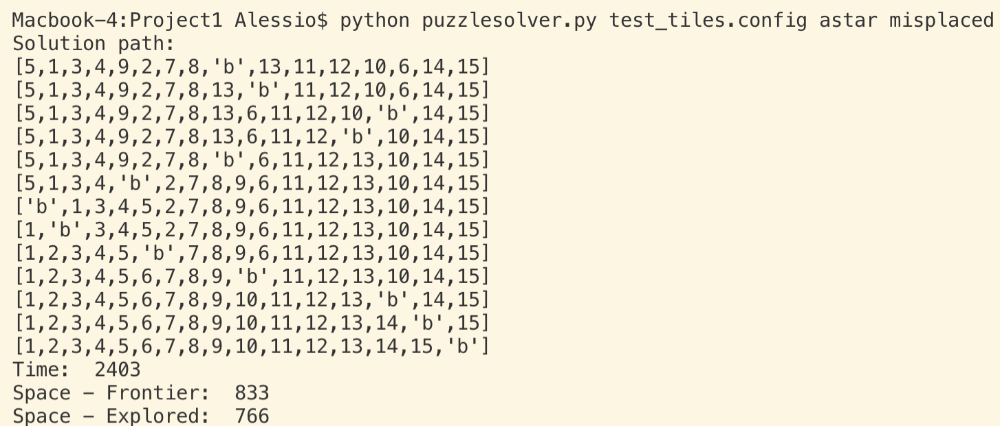 Macbook-4:Project1 Alessio$ python puzzlesolver.py test_tiles.config astar misplaced
Solution path:
[5,1,3,4,9,2,7,8,'b',13,11,12,10,6,14,15]
[5,1,3,4,9,2,7,8,13,'b',11,12,10,6,14,15]
[5,1,3,4,9,2,7,8,13,6,11,12,10,'b',14,15]
[5,1,3,4,9,2,7,8,13,6,11,12,'b',10,14,15]
[5,1,3,4,9,2,7,8,'b',6,11,12,13,10,14,15]
[5,1,3,4,'b',2,7,8,9,6,11,12,13,10,14,15]
['b',1,3,4,5,2,7,8,9,6,11,12,13,10,14,15]
[1,'b',3,4,5,2,7,8,9,6,11,12,13,10,14,15]
[1,2,3,4,5,'b',7,8,9,6,11,12,13,10,14,15]
[1,2,3,4,5,6,7,8,9,'b',11,12,13,10,14,15]
[1,2,3,4,5,6,7,8,9,10,11,12,13,'b',14,15]
[1,2,3,4,5,6,7,8,9,10,11,12,13,14,'b',15]
[1,2,3,4,5,6,7,8,9,10,11,12,13,14,15,'b']
Time:  2403
Space - Frontier:  833
Space - Explored:  766